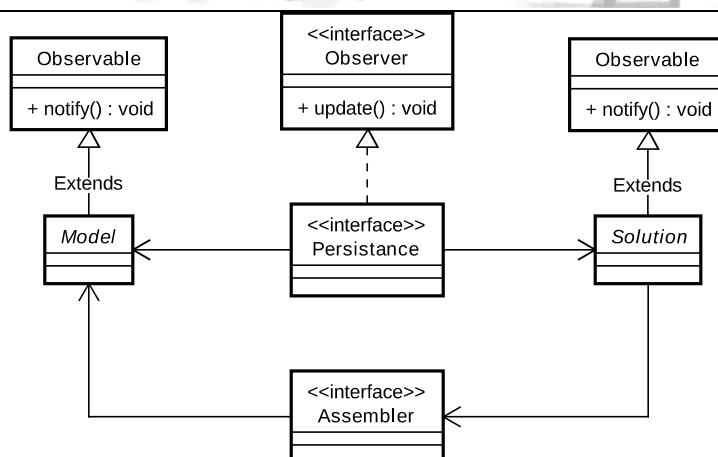 <<interface>>
Observable
Observer
Observable
+ notify() : void
+ update() : void
+ notify() : void
Extends
Extends
<<interface>>
Model
Persistance
Solution
<<interface>>
Assembler